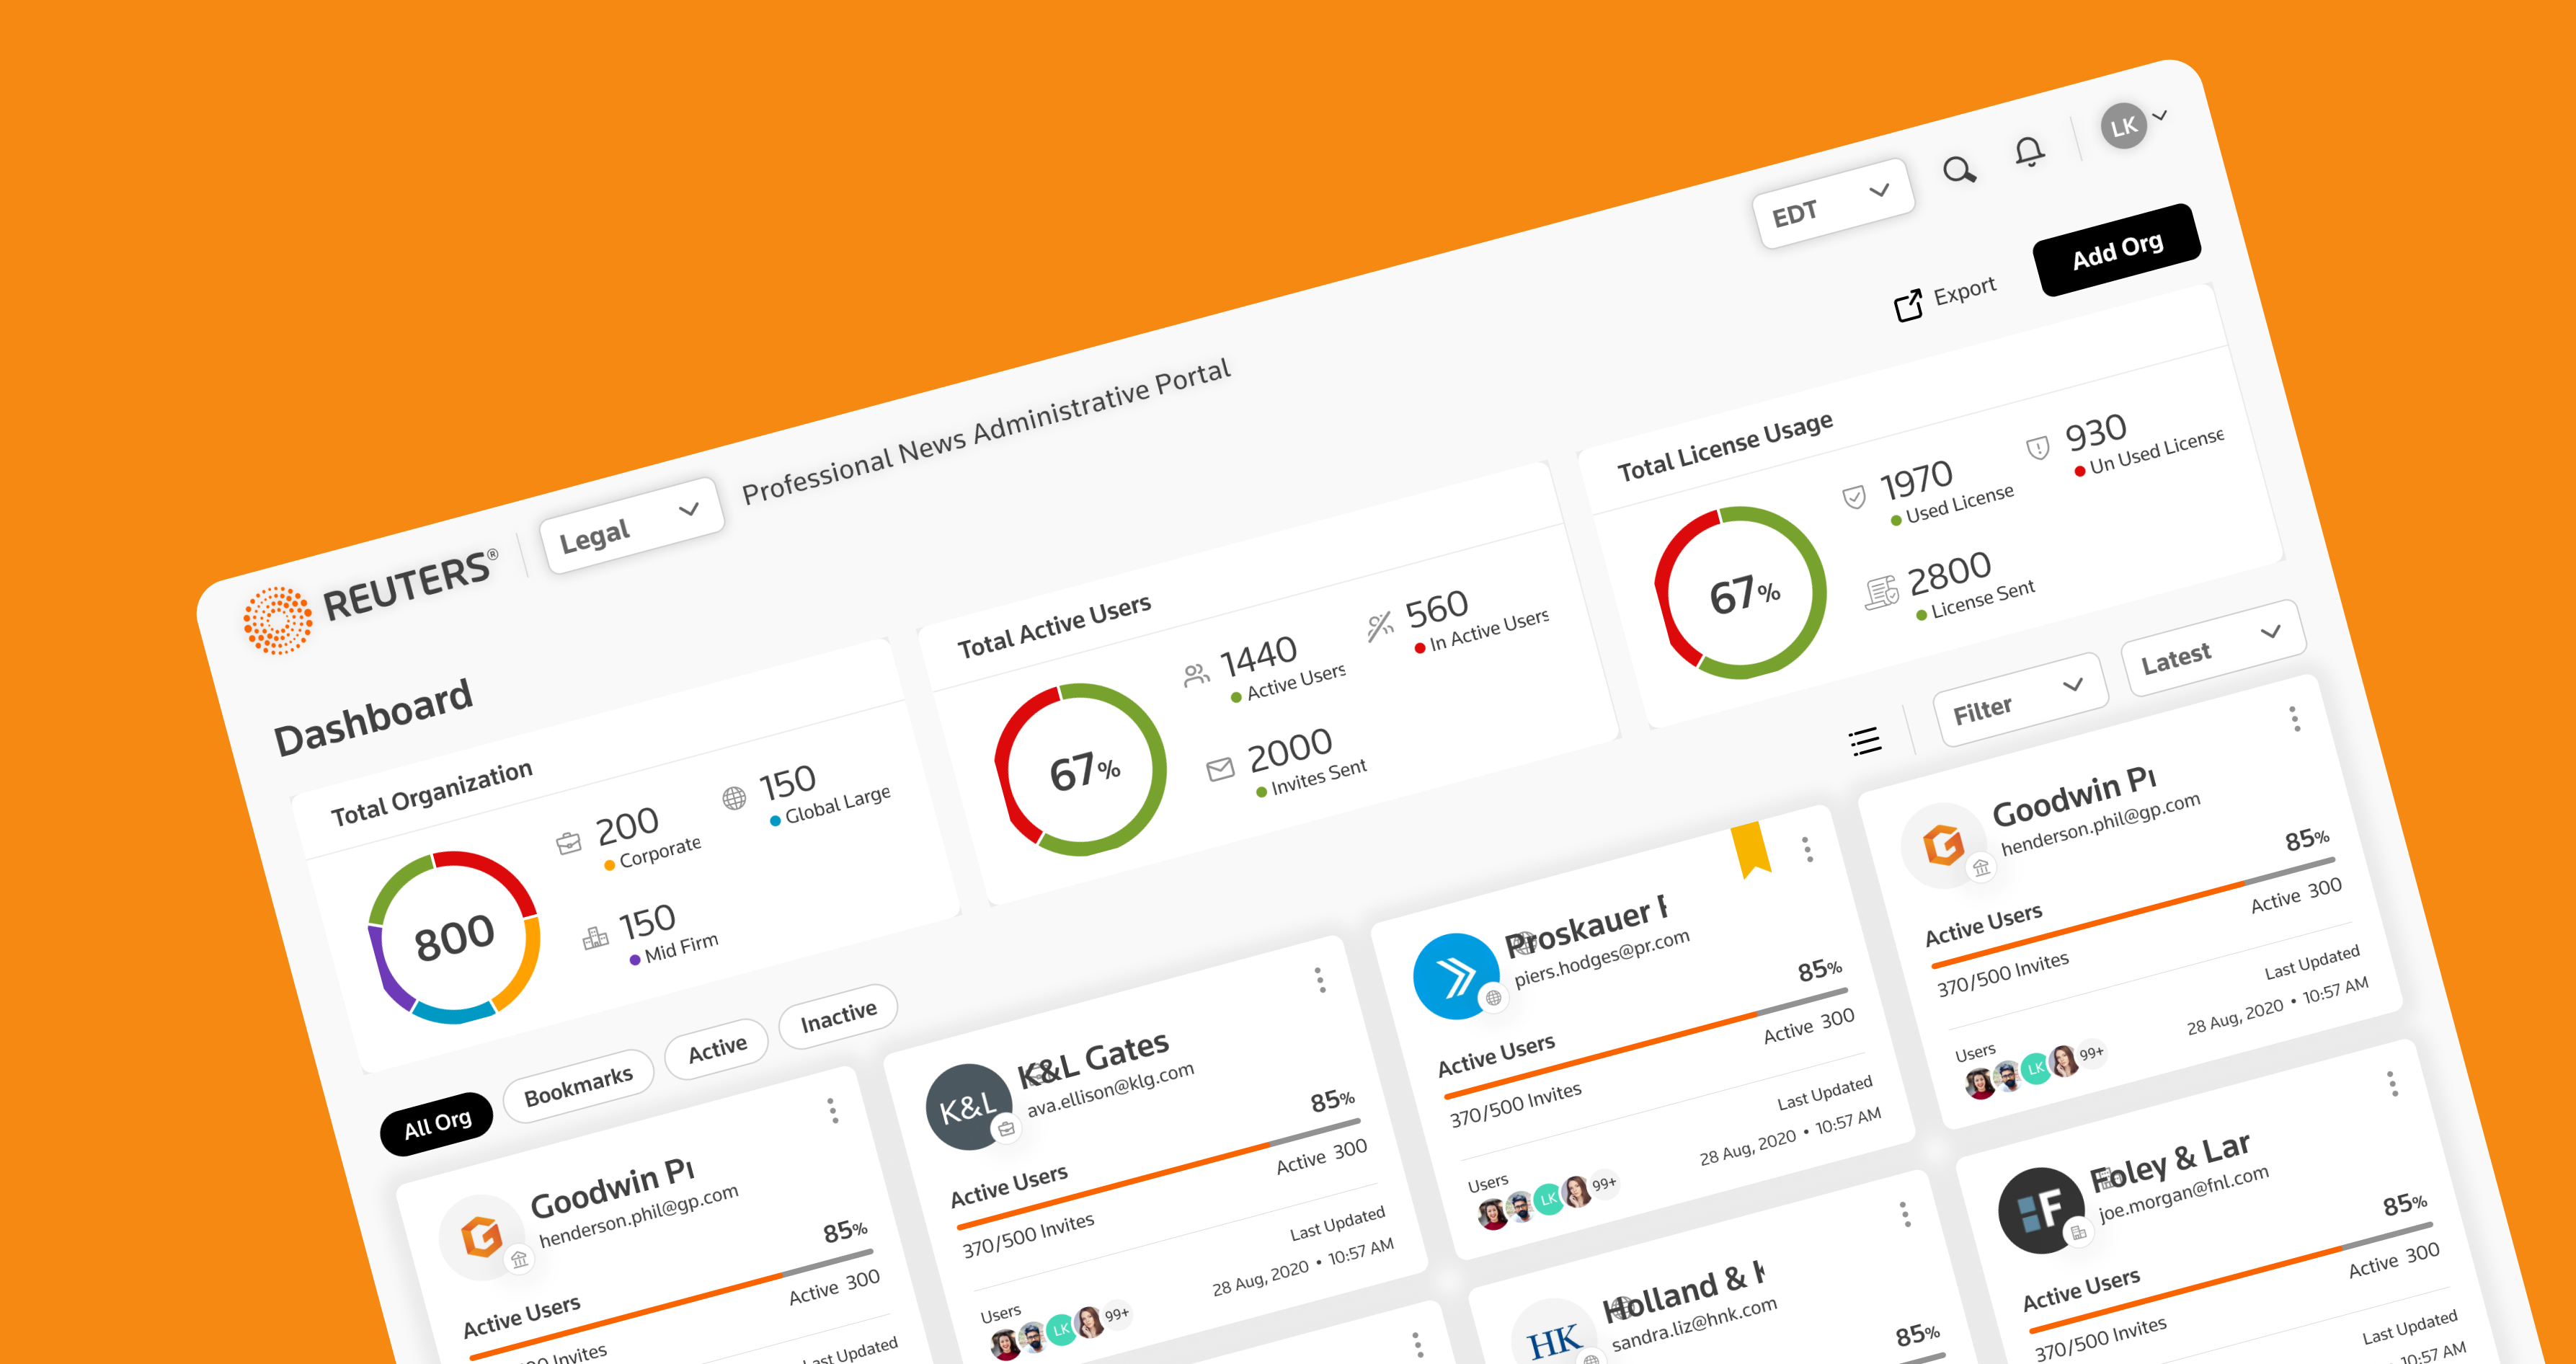 REUTERS®
Legal
Professional News Administrative Portal
EDT
LK
Dashboard
Export
Add Org
Total Organization
800
200
Corporate
150
Global Large
150
Mid Firm
Total Active Users
67%
1440
Active Users
560
In Active Users
2000
Invites Sent
Total License Usage
67%
1970
Used License
930
Un Used License
2800
License Sent
All Org
Bookmarks
Active
Inactive
Filter
Latest
Goodwin
henderson.phil@gp.com
85%
Active Users
Active 300
Invites
Last Updated
K&L
K&L Gates
ava.ellison@klg.com
85%
Active Users
Active 300
370/500 Invites
Last Updated
28 Aug, 2020 • 10:57 AM
Users
LK
99+
Proskauer
piers.hodges@pr.com
85%
Active Users
Active 300
370/500 Invites
Last Updated
28 Aug, 2020 • 10:57 AM
Users
LK
99+
Goodwin
henderson.phil@gp.com
85%
Active Users
Active 300
370/500 Invites
Last Updated
28 Aug, 2020 • 10:57 AM
Users
LK
99+
HK
Holland &
sandra.liz@hnk.com
85%
F
Foley & Lar
joe.morgan@fnl.com
85%
Active Users
Active 300
370/500 Invites
Last Updated
10:57 AM